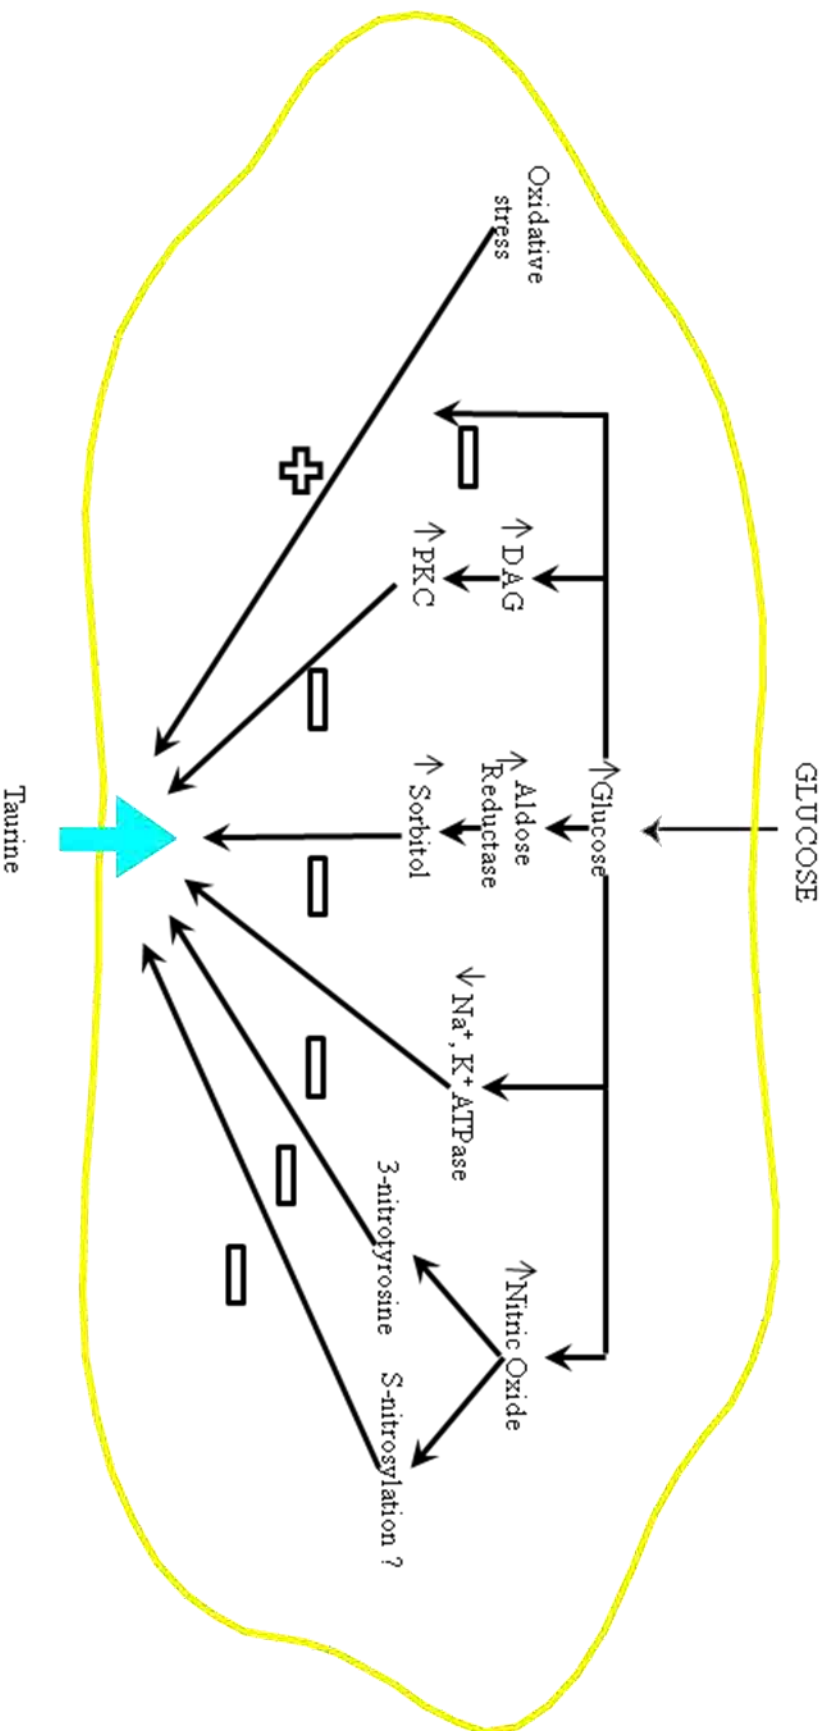 GLUCOSE
↑Glucose
Oxidative
stress
↑ DAG
↑ PKC
↑ Aldose
Reductase
↑ Sorbitol
↓ Na⁺, K⁺ ATPase
↑Nitric Oxide
3-nitrotyrosine
S-nitrosylation ?
Taurine